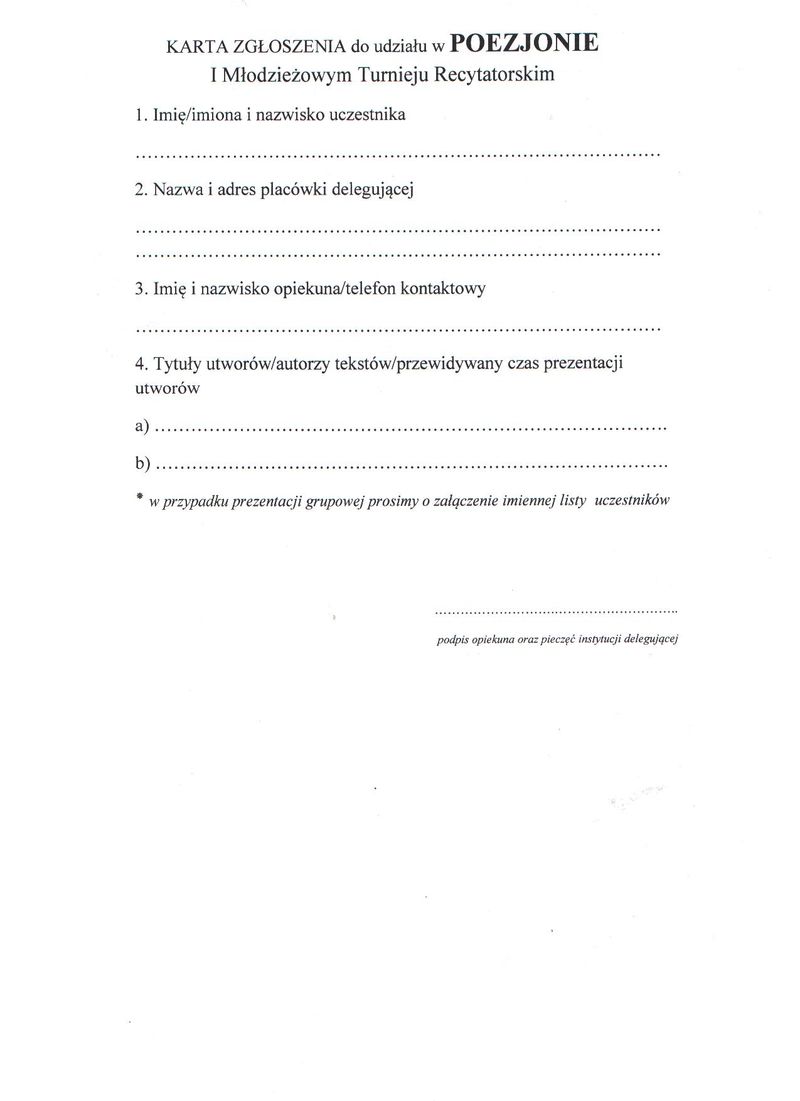 KARTA ZGŁOSZENIA do udziału w POEZJONIE
I Młodzieżowym Turnieju Recytatorskim
1. Imię/imiona i nazwisko uczestnika
................................................................................
2. Nazwa i adres placówki delegującej
................................................................................
................................................................................
3. Imię i nazwisko opiekuna/telefon kontaktowy
................................................................................
4. Tytuły utworów/autorzy tekstów/przewidywany czas prezentacji
utworów
a) ................................................................................
b) ................................................................................
* w przypadku prezentacji grupowej prosimy o załączenie imiennej listy uczestników
................................................................
podpis opiekuna oraz pieczęć instytucji delegującej